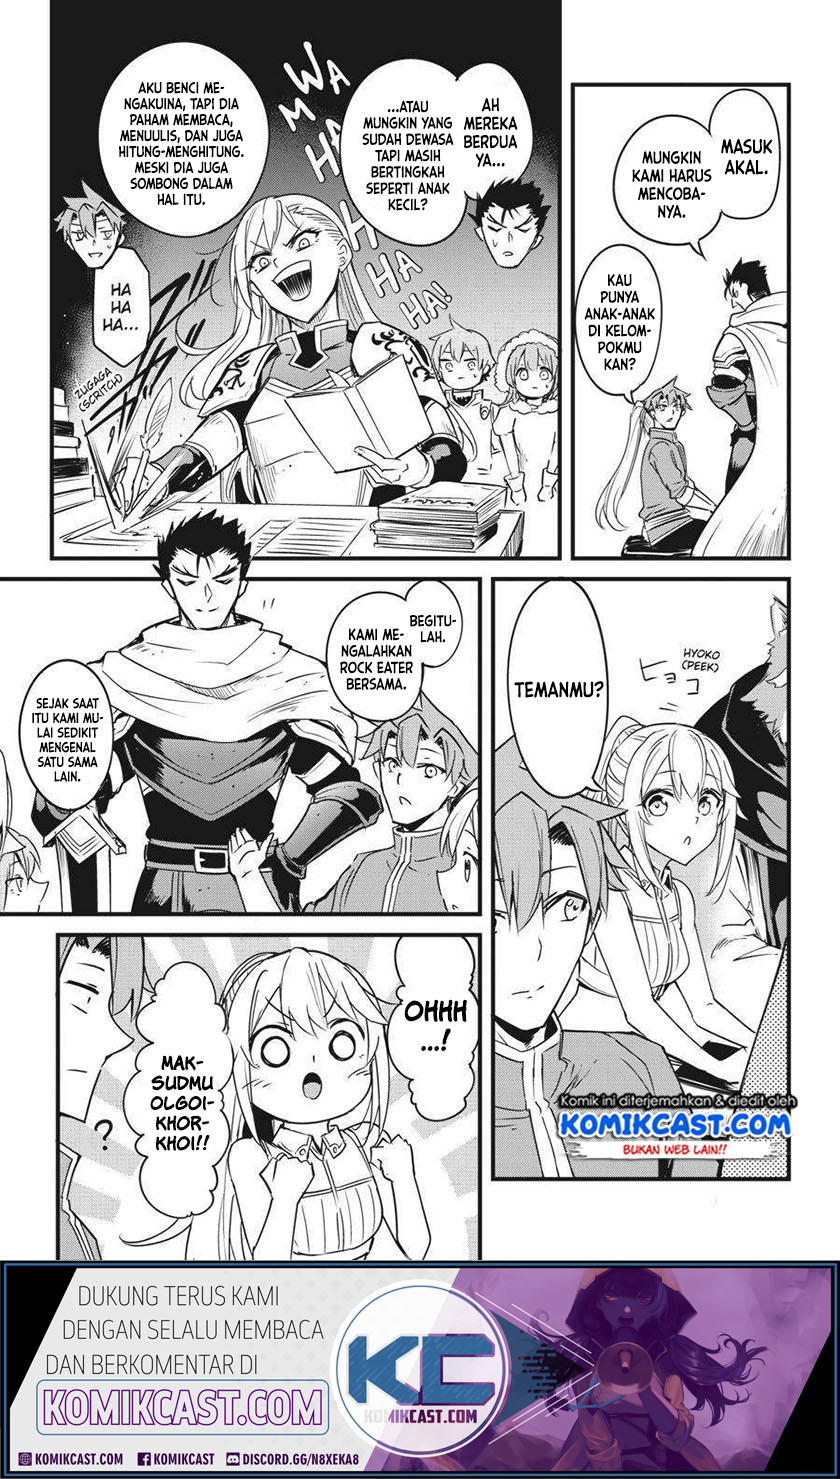 MASUK
AKAL.
MUNGKIN
KAMI HARUS
MENCOBA-
NYA.
KAU
PUNYA
ANAK-ANAK
DI KELOM-
POKMU
KAN?
AH
MEREKA
BERDUA
YA...
...ATAU
MUNGKIN YANG
SUDAH DEWASA
TAPI MASIH
BERTINGKAH
SEPERTI ANAK
KECIL?
WA
HA
HA
HA
HA!
AKU BENCI ME-
NGAKUINA, TAPI DIA
PAHAM MEMBACA,
MENUULIS, DAN JUGA
HITUNG-MENGHITUNG.
MESKI DIA JUGA
SOMBONG DALAM
HAL ITU.
HA
HA
HA...
ZUGAGA
(SCRITCH)
HYOKO
(PEEK)
ヒョコ
TEMANMU?
BEGITU-
LAH.
KAMI ME-
NGALAHKAN
ROCK EATER
BERSAMA.
SEJAK SAAT
ITU KAMI MU-
LAI SEDIKIT
MENGENAL
SATU SAMA
LAIN.
OHHH
...!
MAK-
SUDMU
OLGOI-
KHOR-
KHOI!!
?
Komik ini diterjemahkan & diedit oleh
KOMIKCAST.COM
BUKAN WEB LAIN!!
DUKUNG TERUS KAMI
DENGAN SELALU MEMBACA
DAN BERKOMENTAR DI
KOMIKCAST.COM
KC
KOMIKCAST.COM
KOMIKCAST.COM
KOMIKCAST
DISCORD.GG/N8XEKA8